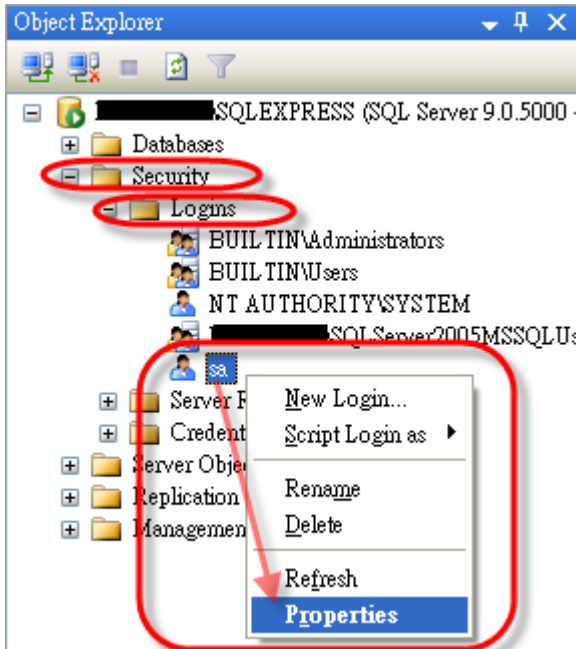 Object Explorer
\SQLEXPRESS (SQL Server 9.0.5000 -
Databases
Security
Logins
BUILTIN\Administrators
BUILTIN\Users
NT AUTHORITY\SYSTEM
\SQLServer2005MSSQLUs
sa
Server R
Credent
Server Obje
Replication
Managemen
New Login...
Script Login as
Rename
Delete
Refresh
Properties